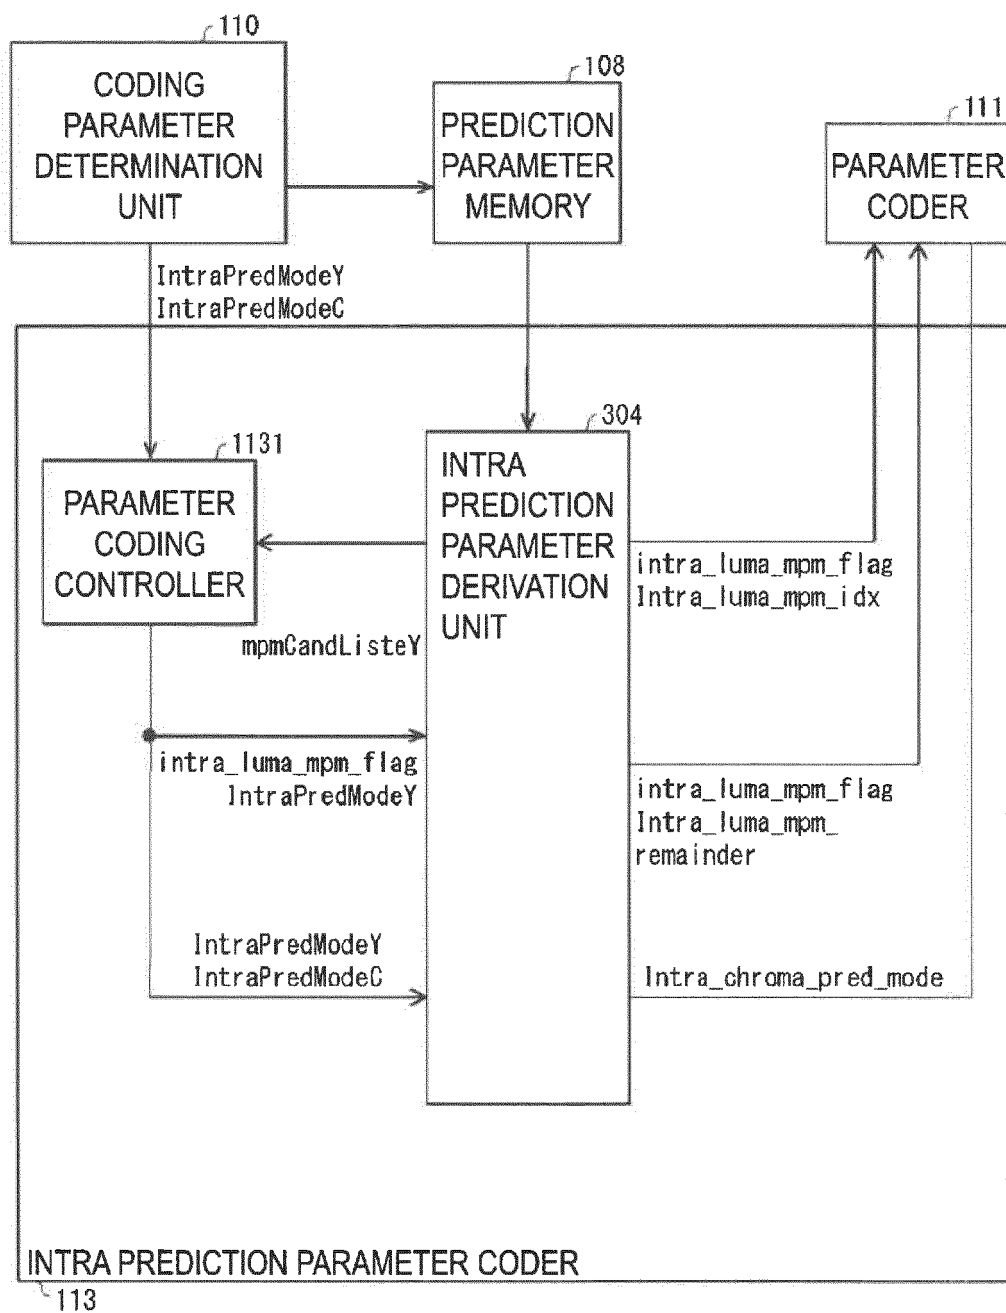 110
CODING
PARAMETER
DETERMINATION
UNIT
108
PREDICTION
PARAMETER
MEMORY
111
PARAMETER
CODER
IntraPredModeY
IntraPredModeC
1131
PARAMETER
CODING
CONTROLLER
304
INTRA
PREDICTION
PARAMETER
DERIVATION
UNIT
intra_luma_mpm_flag
Intra_luma_mpm_idx
mpmCandListeY
intra_luma_mpm_flag
IntraPredModeY
intra_luma_mpm_flag
Intra_luma_mpm_
remainder
IntraPredModeY
IntraPredModeC
Intra_chroma_pred_mode
INTRA PREDICTION PARAMETER CODER
113